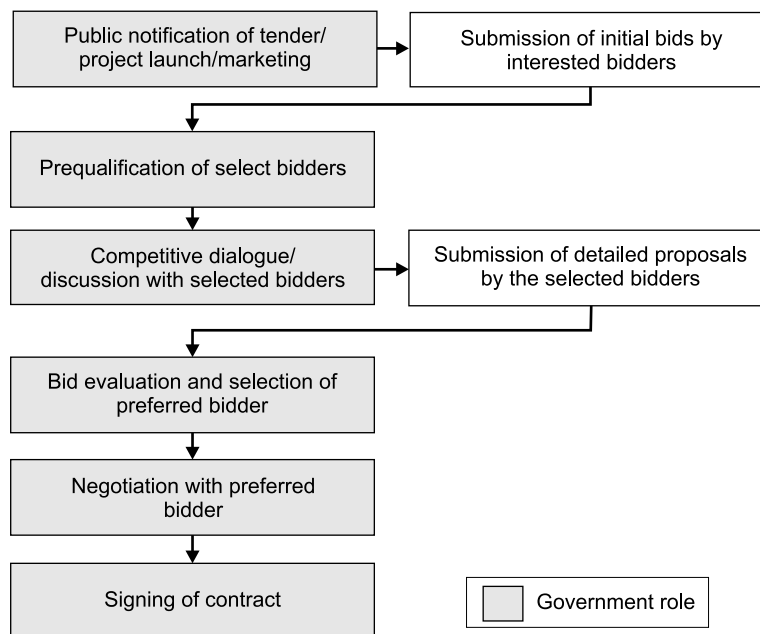 Public notification of tender/
project launch/marketing
Submission of initial bids by
interested bidders
Prequalification of select bidders
Competitive dialogue/
discussion with selected bidders
Submission of detailed proposals
by the selected bidders
Bid evaluation and selection of
preferred bidder
Negotiation with preferred
bidder
Signing of contract
Government role